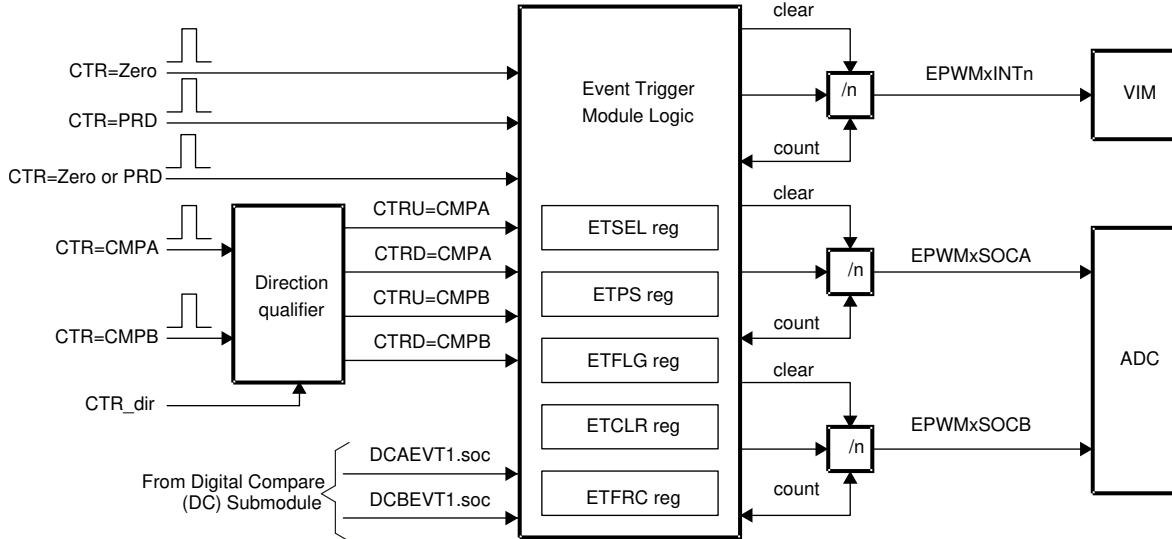 CTR=Zero
CTR=PRD
CTR=Zero or PRD
CTR=CMPA
CTR=CMPB
CTR_dir
Direction
qualifier
CTRU=CMPA
CTRD=CMPA
CTRU=CMPB
CTRD=CMPB
From Digital Compare
(DC) Submodule
DCAEVT1.soc
DCBEVT1.soc
Event Trigger
Module Logic
ETSEL reg
ETPS reg
ETFLG reg
ETCLR reg
ETFRC reg
clear
/n
count
EPWMxINTn
VIM
clear
/n
count
EPWMxSOCA
clear
/n
count
EPWMxSOCB
ADC